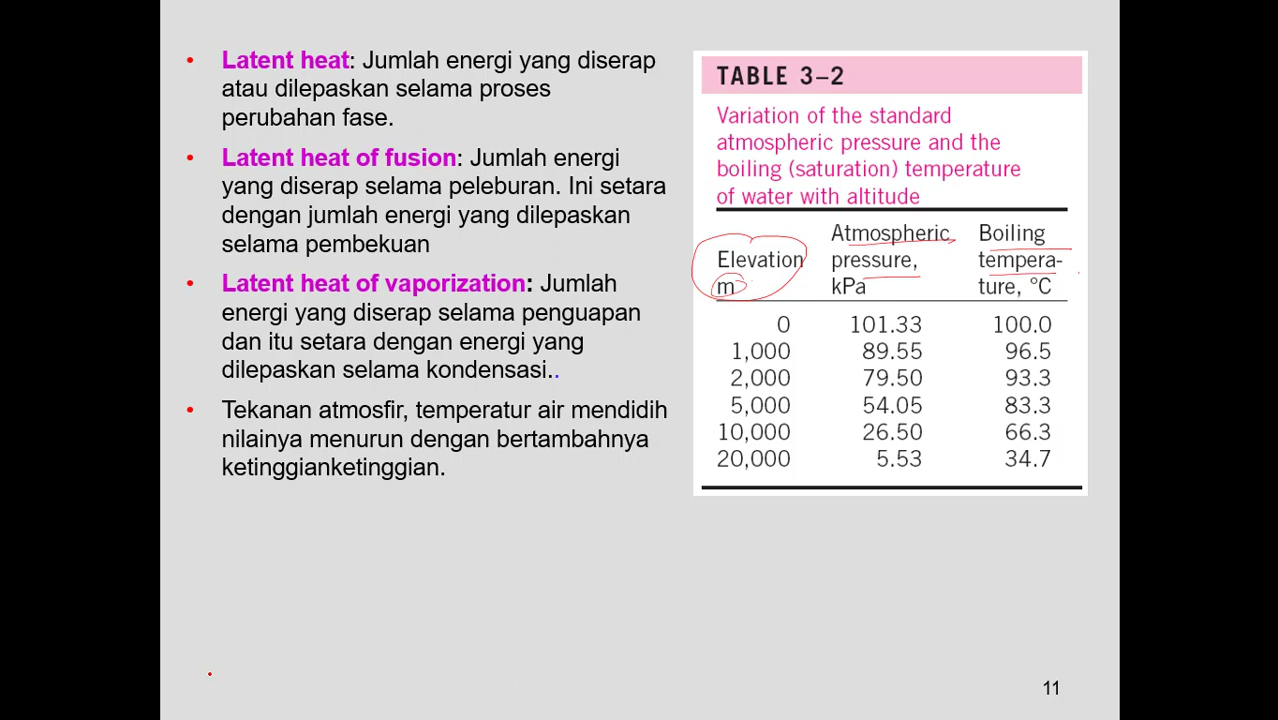 • Latent heat: Jumlah energi yang diserap
atau dilepaskan selama proses
perubahan fase.
• Latent heat of fusion: Jumlah energi
yang diserap selama peleburan. Ini setara
dengan jumlah energi yang dilepaskan
selama pembekuan
• Latent heat of vaporization: Jumlah
energi yang diserap selama penguapan
dan itu setara dengan energi yang
dilepaskan selama kondensasi..
• Tekanan atmosfir, temperatur air mendidih
nilainya menurun dengan bertambahnya
ketinggianketinggian.
TABLE 3–2
Variation of the standard
atmospheric pressure and the
boiling (saturation) temperature
of water with altitude
Atmospheric Boiling
Elevation pressure, tempera-
m kPa ture, °C
0 101.33 100.0
1,000 89.55 96.5
2,000 79.50 93.3
5,000 54.05 83.3
10,000 26.50 66.3
20,000 5.53 34.7
11